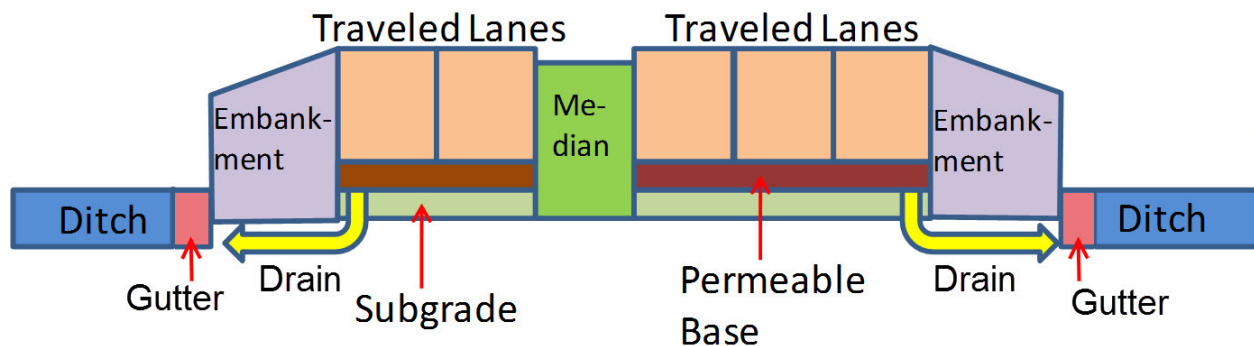 Traveled Lanes
Traveled Lanes
Embank-
ment
Me-
dian
Embank-
ment
Ditch
Ditch
Drain
Drain
Gutter
Subgrade
Permeable
Base
Gutter